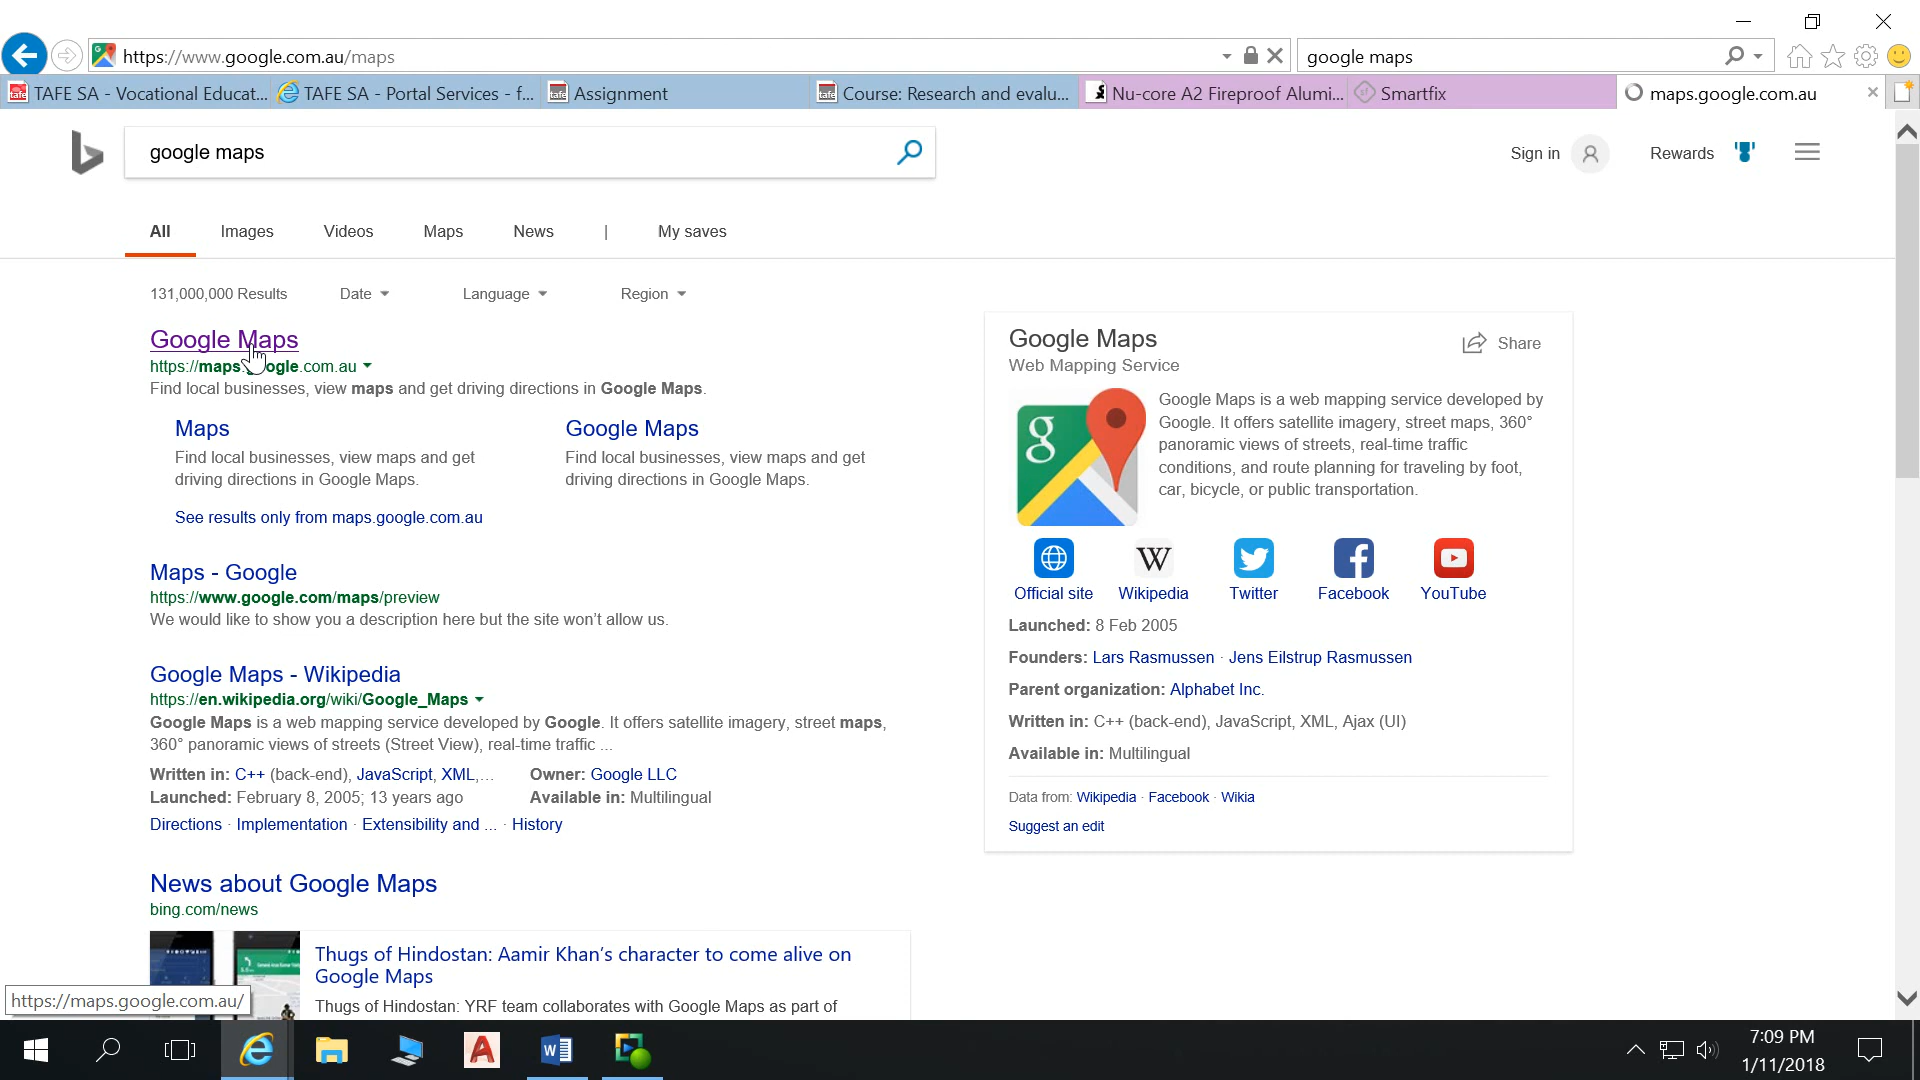 https://www.google.com.au/maps
google maps
TAFE SA - Vocational Educat...
TAFE SA - Portal Services - f...
Assignment
Course: Research and evalu...
Nu-core A2 Fireproof Alumi...
Smartfix
maps.google.com.au
google maps
Sign in
Rewards
All
Images
Videos
Maps
News
|
My saves
131,000,000 Results
Date
Language
Region
Google Maps
Find local businesses, view maps and get driving directions in Google Maps.
Maps
Find local businesses, view maps and get
driving directions in Google Maps.
Google Maps
Find local businesses, view maps and get
driving directions in Google Maps.
See results only from maps.google.com.au
Maps - Google
https://www.google.com/maps/preview
We would like to show you a description here but the site won't allow us.
Google Maps - Wikipedia
https://en.wikipedia.org/wiki/Google_Maps
Google Maps is a web mapping service developed by Google. It offers satellite imagery, street maps,
360° panoramic views of streets (Street View), real-time traffic ...
Written in: C++ (back-end), JavaScript, XML,...
Owner: Google LLC
Launched: February 8, 2005; 13 years ago
Available in: Multilingual
Directions · Implementation · Extensibility and ... · History
News about Google Maps
bing.com/news
Thugs of Hindostan: Aamir Khan's character to come alive on
Google Maps
Thugs of Hindostan: YRF team collaborates with Google Maps as part of
Google Maps
Web Mapping Service
Share
Google Maps is a web mapping service developed by
Google. It offers satellite imagery, street maps, 360°
panoramic views of streets, real-time traffic
conditions, and route planning for traveling by foot,
car, bicycle, or public transportation.
Official site
Wikipedia
Twitter
Facebook
YouTube
Launched: 8 Feb 2005
Founders: Lars Rasmussen · Jens Eilstrup Rasmussen
Parent organization: Alphabet Inc.
Written in: C++ (back-end), JavaScript, XML, Ajax (UI)
Available in: Multilingual
Data from: Wikipedia · Facebook · Wikia
Suggest an edit
https://maps.google.com.au/
7:09 PM
1/11/2018